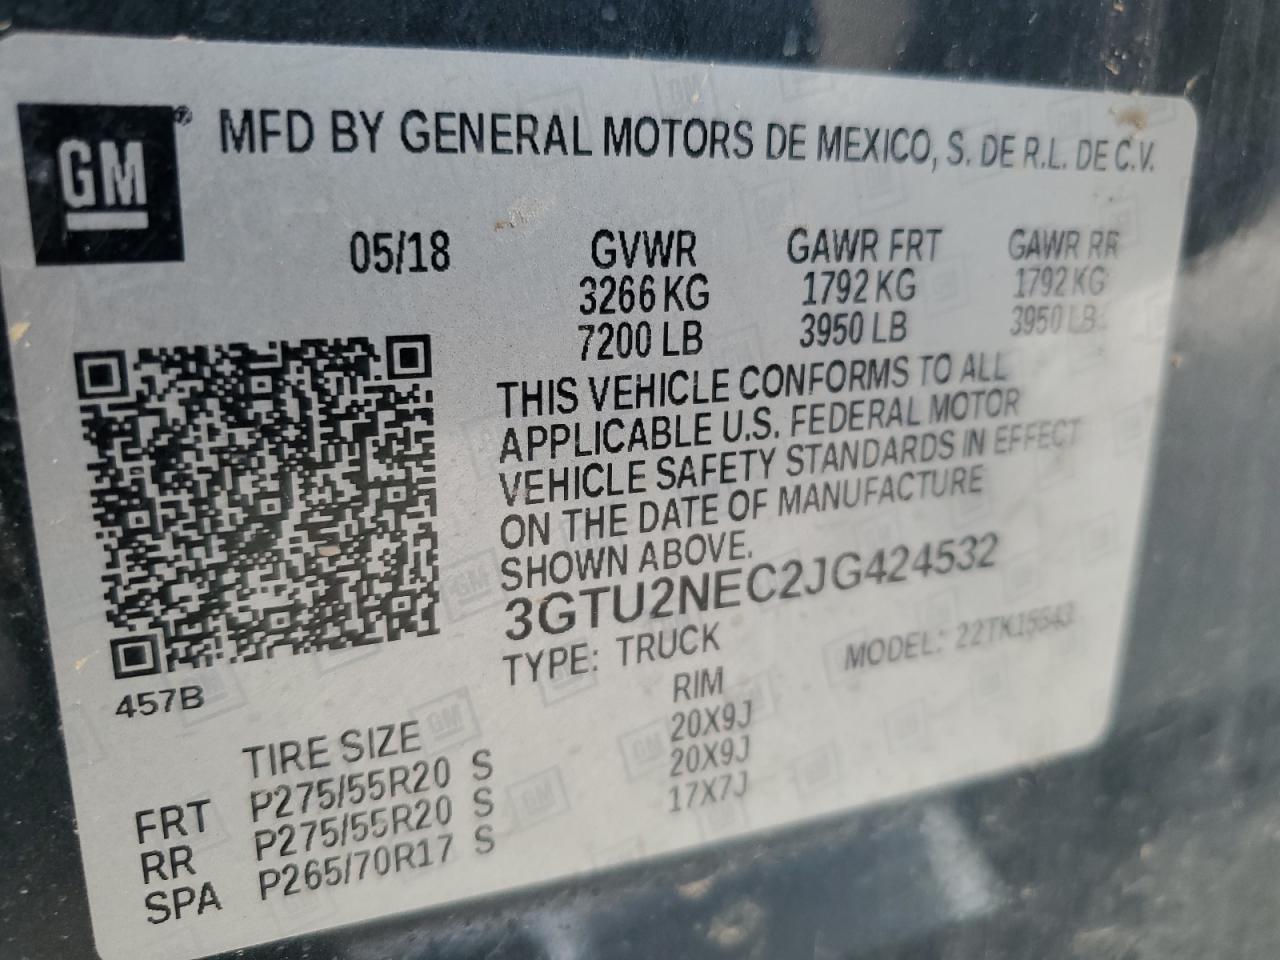 GM
MFD BY GENERAL MOTORS DE MEXICO, S. DE R.L. DE C.V.
05/18 GVWR GAWR FRT GAWR RR
3266 KG 1792 KG 1792 KG
7200 LB 3950 LB 3950 LB
THIS VEHICLE CONFORMS TO ALL
APPLICABLE U.S. FEDERAL MOTOR
VEHICLE SAFETY STANDARDS IN EFFECT
ON THE DATE OF MANUFACTURE
SHOWN ABOVE.
3GTU2NEC2JG424532
TYPE: TRUCK MODEL: 22TK15543
457B
TIRE SIZE RIM
FRT P275/55R20 S 20X9J
RR P275/55R20 S 20X9J
SPA P265/70R17 S 17X7J